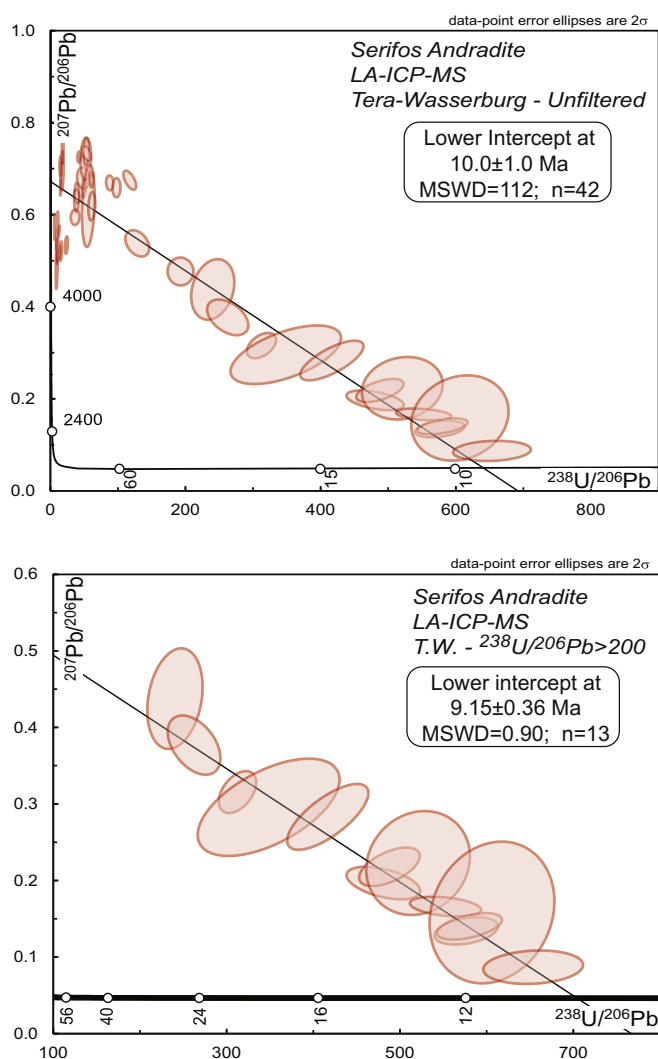 data-point error ellipses are 2σ
1.0
0.8
0.6
0.4
0.2
0.0
207Pb/206Pb
Serifos Andradite
LA-ICP-MS
Tera-Wasserburg - Unfiltered
Lower Intercept at
10.0±1.0 Ma
MSWD=112; n=42
4000
2400
60
15
10
238U/206Pb
0
200
400
600
800
data-point error ellipses are 2σ
0.6
0.5
0.4
0.3
0.2
0.1
0.0
207Pb/206Pb
Serifos Andradite
LA-ICP-MS
T.W. - 238U/206Pb>200
Lower intercept at
9.15±0.36 Ma
MSWD=0.90; n=13
56
40
24
16
12
238U/206Pb
100
300
500
700